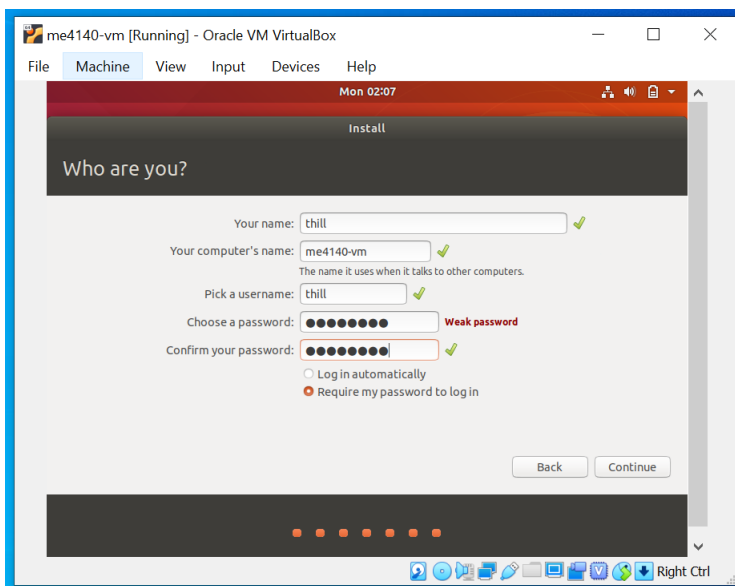 me4140-vm [Running] - Oracle VM VirtualBox
File Machine View Input Devices Help
Mon 02:07
Install
Who are you?
Your name: thill
Your computer's name: me4140-vm
The name it uses when it talks to other computers.
Pick a username: thill
Choose a password: ●●●●●●●● Weak password
Confirm your password: ●●●●●●●●
Log in automatically
Require my password to log in
Back Continue
Right Ctrl